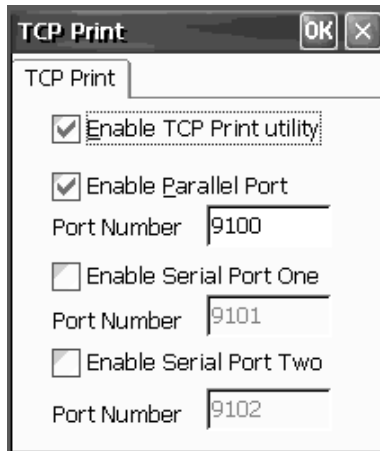 TCP Print OK
TCP Print
Enable TCP Print utility
Enable Parallel Port
Port Number 9100
Enable Serial Port One
Port Number 9101
Enable Serial Port Two
Port Number 9102